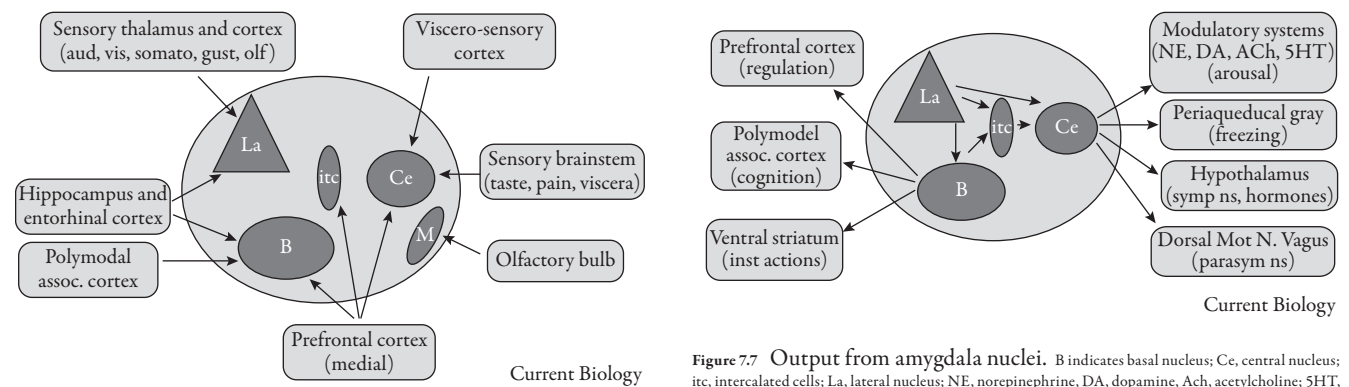 Sensory thalamus and cortex
(aud, vis, somato, gust, olf)
Viscero-sensory
cortex
La
itc
Ce
Sensory brainstem
(taste, pain, viscera)
Hippocampus and
entorhinal cortex
B
M
Polymodal
assoc. cortex
Olfactory bulb
Prefrontal cortex
(medial)
Current Biology
Prefrontal cortex
(regulation)
Modulatory systems
(NE, DA, ACh, 5HT)
(arousal)
La
itc
Ce
Periaqueducal gray
(freezing)
Polymodel
assoc. cortex
(cognition)
B
Hypothalamus
(symp ns, hormones)
Ventral striatum
(inst actions)
Dorsal Mot N. Vagus
(parasym ns)
Current Biology
Figure 7.7 Output from amygdala nuclei. B indicates basal nucleus; Ce, central nucleus;
itc, intercalated cells; La, lateral nucleus; NE, norepinephrine, DA, dopamine, Ach, acetylcholine; 5HT,